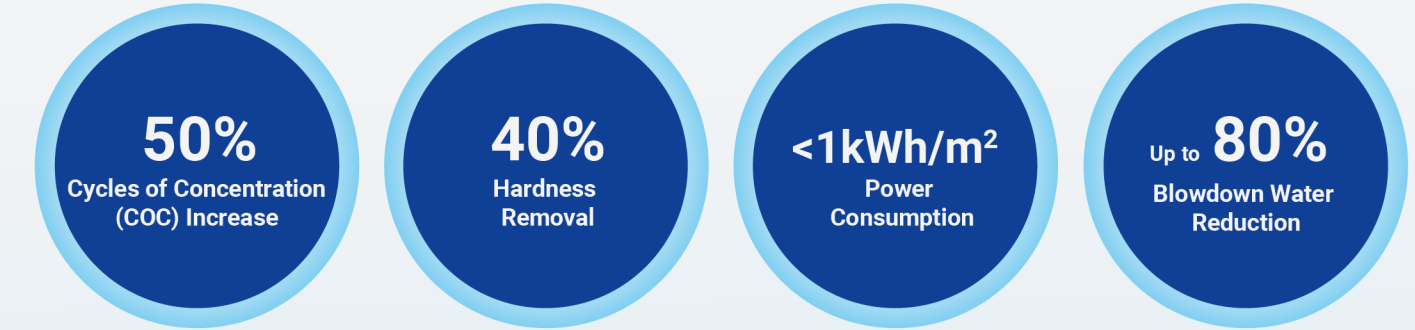 50%
Cycles of Concentration
(COC) Increase
40%
Hardness
Removal
<1kWh/m²
Power
Consumption
Up to 80%
Blowdown Water
Reduction